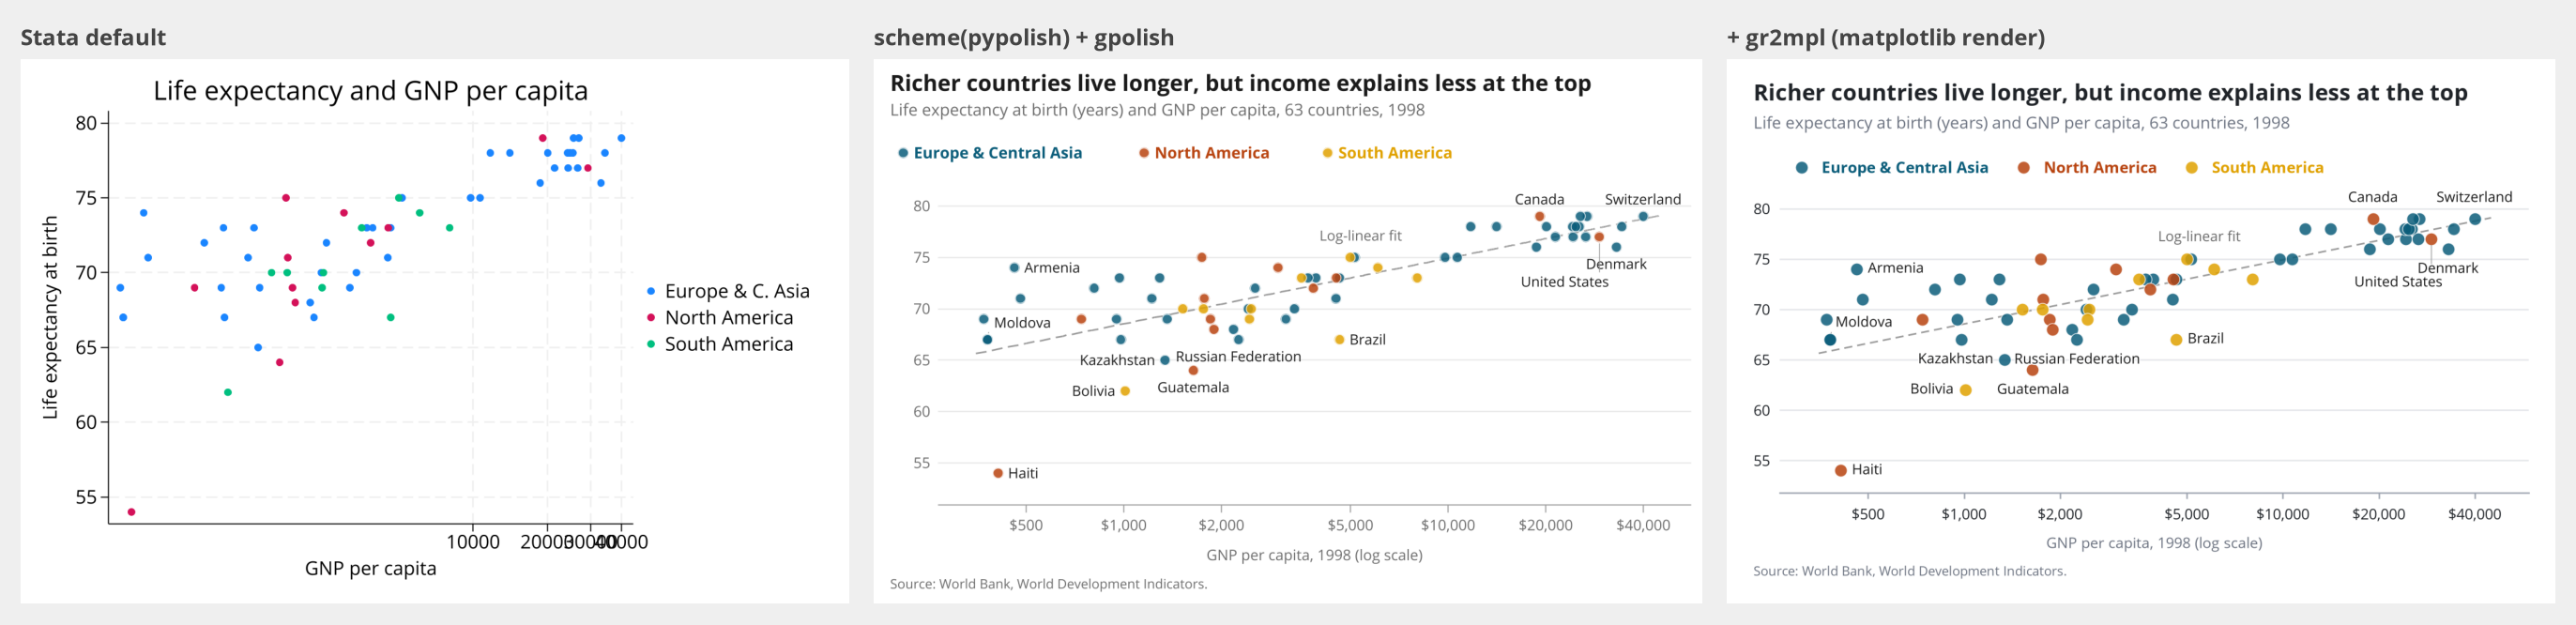 Stata default
Life expectancy and GNP per capita
80
75
70
65
60
55
Life expectancy at birth
10000 20000 30000 40000
GNP per capita
Europe & C. Asia
North America
South America
scheme(pypolish) + gpolish
Richer countries live longer, but income explains less at the top
Life expectancy at birth (years) and GNP per capita, 63 countries, 1998
Europe & Central Asia North America South America
Canada Switzerland
80
Log-linear fit
75
Armenia
Denmark
United States
70
Moldova
Brazil
65
Kazakhstan Russian Federation
Bolivia Guatemala
60
55
Haiti
$500 $1,000 $2,000 $5,000 $10,000 $20,000 $40,000
GNP per capita, 1998 (log scale)
Source: World Bank, World Development Indicators.
+ gr2mpl (matplotlib render)
Richer countries live longer, but income explains less at the top
Life expectancy at birth (years) and GNP per capita, 63 countries, 1998
Europe & Central Asia North America South America
Canada Switzerland
80
Log-linear fit
75
Armenia
Denmark
United States
70
Moldova
Brazil
65
Kazakhstan Russian Federation
Bolivia Guatemala
60
55
Haiti
$500 $1,000 $2,000 $5,000 $10,000 $20,000 $40,000
GNP per capita, 1998 (log scale)
Source: World Bank, World Development Indicators.